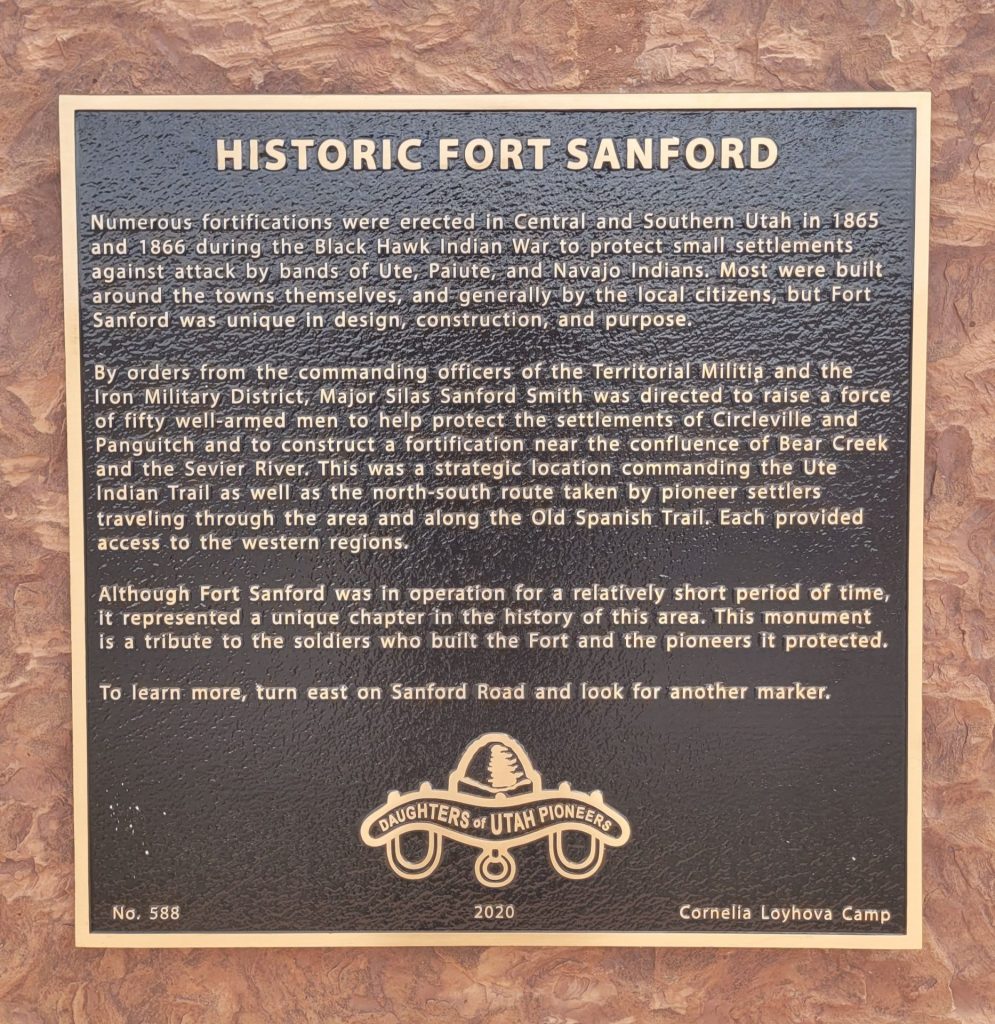 HISTORIC FORT SANFORD
Numerous fortifications were erected in Central and Southern Utah in 1865
and 1866 during the Black Hawk Indian War to protect small settlements
against attack by bands of Ute, Paiute, and Navajo Indians. Most were built
around the towns themselves, and generally by the local citizens, but Fort
Sanford was unique in design, construction, and purpose.
By orders from the commanding officers of the Territorial Militia and the
Iron Military District, Major Silas Sanford Smith was directed to raise a force
of fifty well-armed men to help protect the settlements of Circleville and
Panguitch and to construct a fortification near the confluence of Bear Creek
and the Sevier River. This was a strategic location commanding the Ute
Indian Trail as well as the north-south route taken by pioneer settlers
traveling through the area and along the Old Spanish Trail. Each provided
access to the western regions.
Although Fort Sanford was in operation for a relatively short period of time,
it represented a unique chapter in the history of this area. This monument
is a tribute to the soldiers who built the Fort and the pioneers it protected.
To learn more, turn east on Sanford Road and look for another marker.
DAUGHTERS of UTAH PIONEERS
No. 588 2020 Cornelia Loyhova Camp